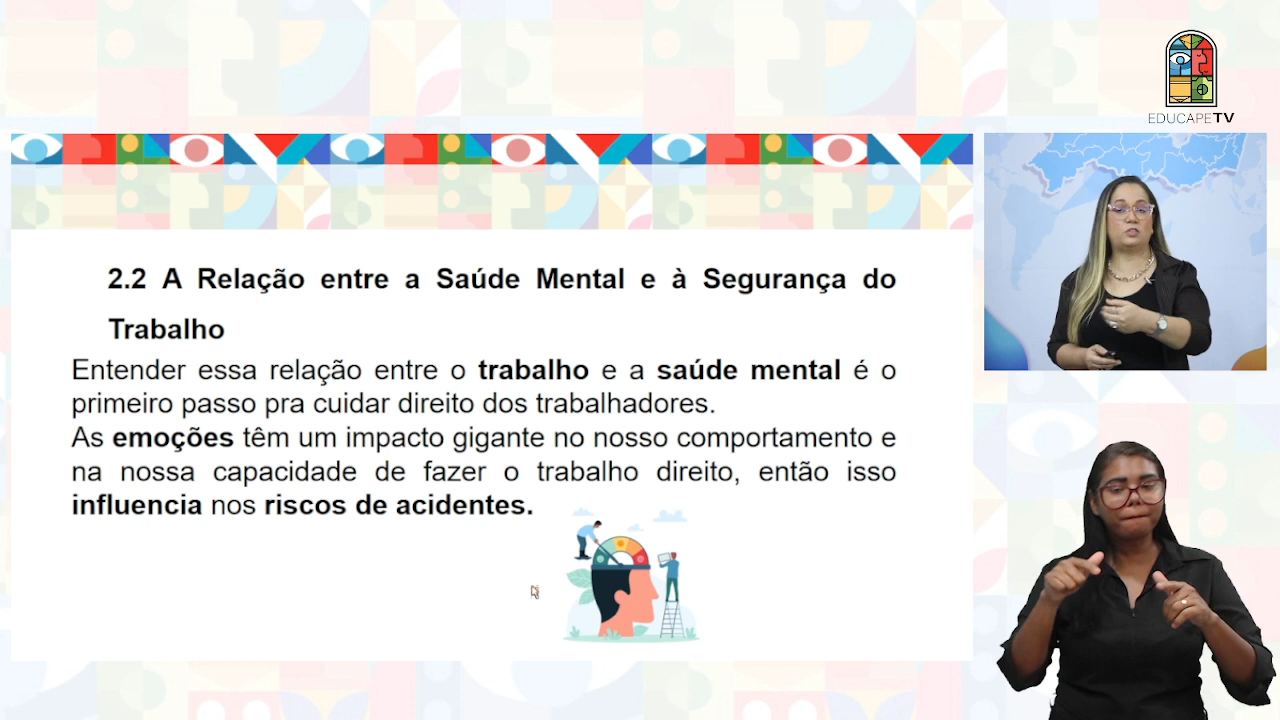 EDUCAPETV
2.2 A Relação entre a Saúde Mental e à Segurança do
Trabalho
Entender essa relação entre o trabalho e a saúde mental é o
primeiro passo pra cuidar direito dos trabalhadores.
As emoções têm um impacto gigante no nosso comportamento e
na nossa capacidade de fazer o trabalho direito, então isso
influencia nos riscos de acidentes.